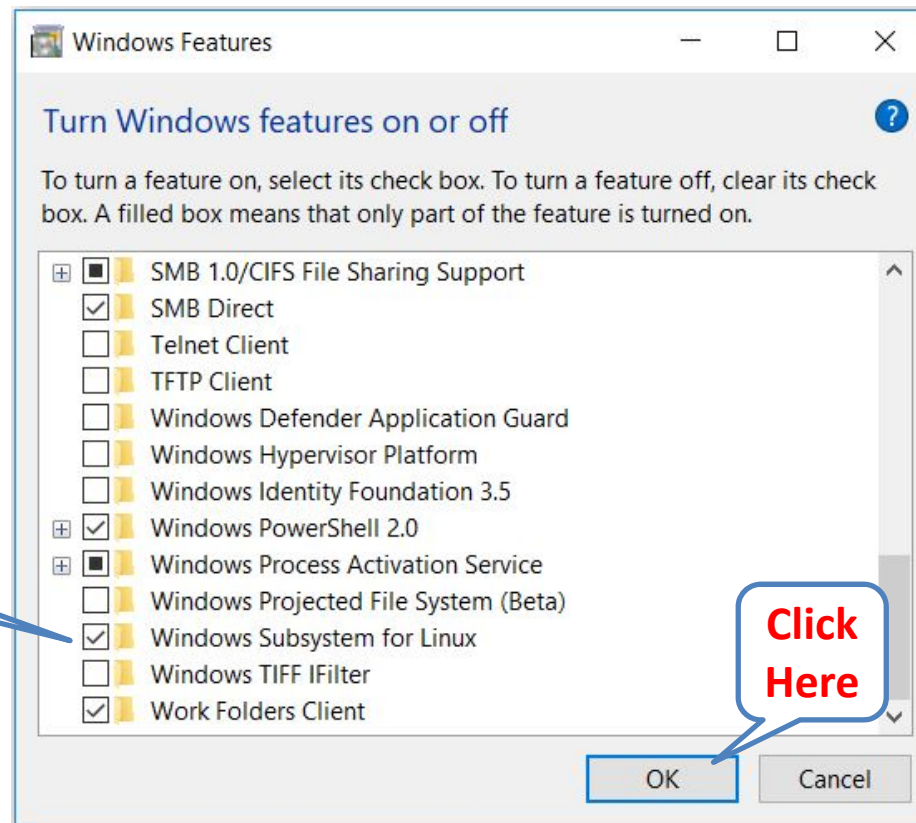 Windows Features
Turn Windows features on or off
To turn a feature on, select its check box. To turn a feature off, clear its check
box. A filled box means that only part of the feature is turned on.
SMB 1.0/CIFS File Sharing Support
SMB Direct
Telnet Client
TFTP Client
Windows Defender Application Guard
Windows Hypervisor Platform
Windows Identity Foundation 3.5
Windows PowerShell 2.0
Windows Process Activation Service
Windows Projected File System (Beta)
Windows Subsystem for Linux
Windows TIFF IFilter
Work Folders Client
Click
Here
OK
Cancel